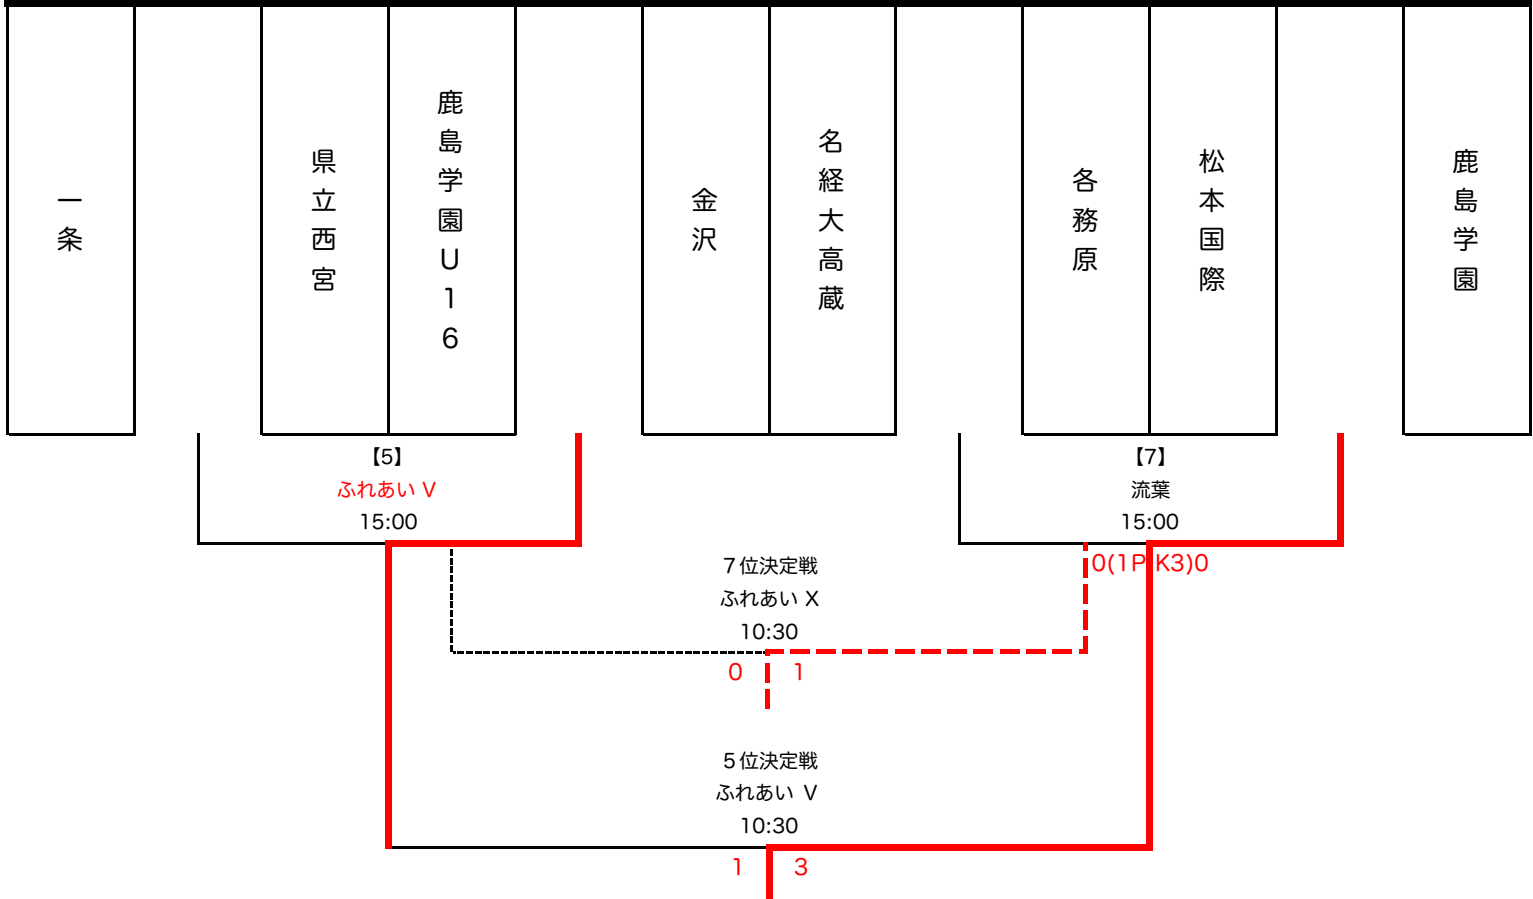 一条
県立西宮
鹿島学園U16
金沢
名経大高蔵
各務原
松本国際
鹿島学園
【5】
ふれあい V
15:00
【7】
流葉
15:00
0(1PK3)0
7位決定戦
ふれあい X
10:30
0 1
5位決定戦
ふれあい V
10:30
1 3